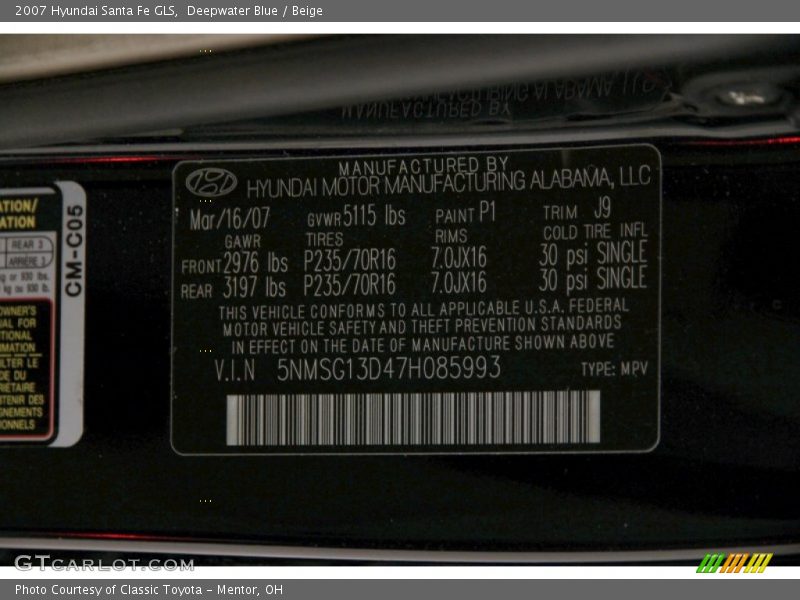 2007 Hyundai Santa Fe GLS, Deepwater Blue / Beige
MANUFACTURED BY
HYUNDAI MOTOR MANUFACTURING ALABAMA, LLC
Mar/16/07 GVWR 5115 lbs PAINT P1 TRIM J9
GAWR TIRES RIMS COLD TIRE INFL
FRONT 2976 lbs P235/70R16 7.0JX16 30 psi SINGLE
REAR 3197 lbs P235/70R16 7.0JX16 30 psi SINGLE
THIS VEHICLE CONFORMS TO ALL APPLICABLE U.S.A. FEDERAL
MOTOR VEHICLE SAFETY AND THEFT PREVENTION STANDARDS
IN EFFECT ON THE DATE OF MANUFACTURE SHOWN ABOVE
V.I.N 5NMSG13D47H085993 TYPE: MPV
CM-C05
REAR 3
ARRIÈRE 3
GTCARLOT.COM
Photo Courtesy of Classic Toyota - Mentor, OH